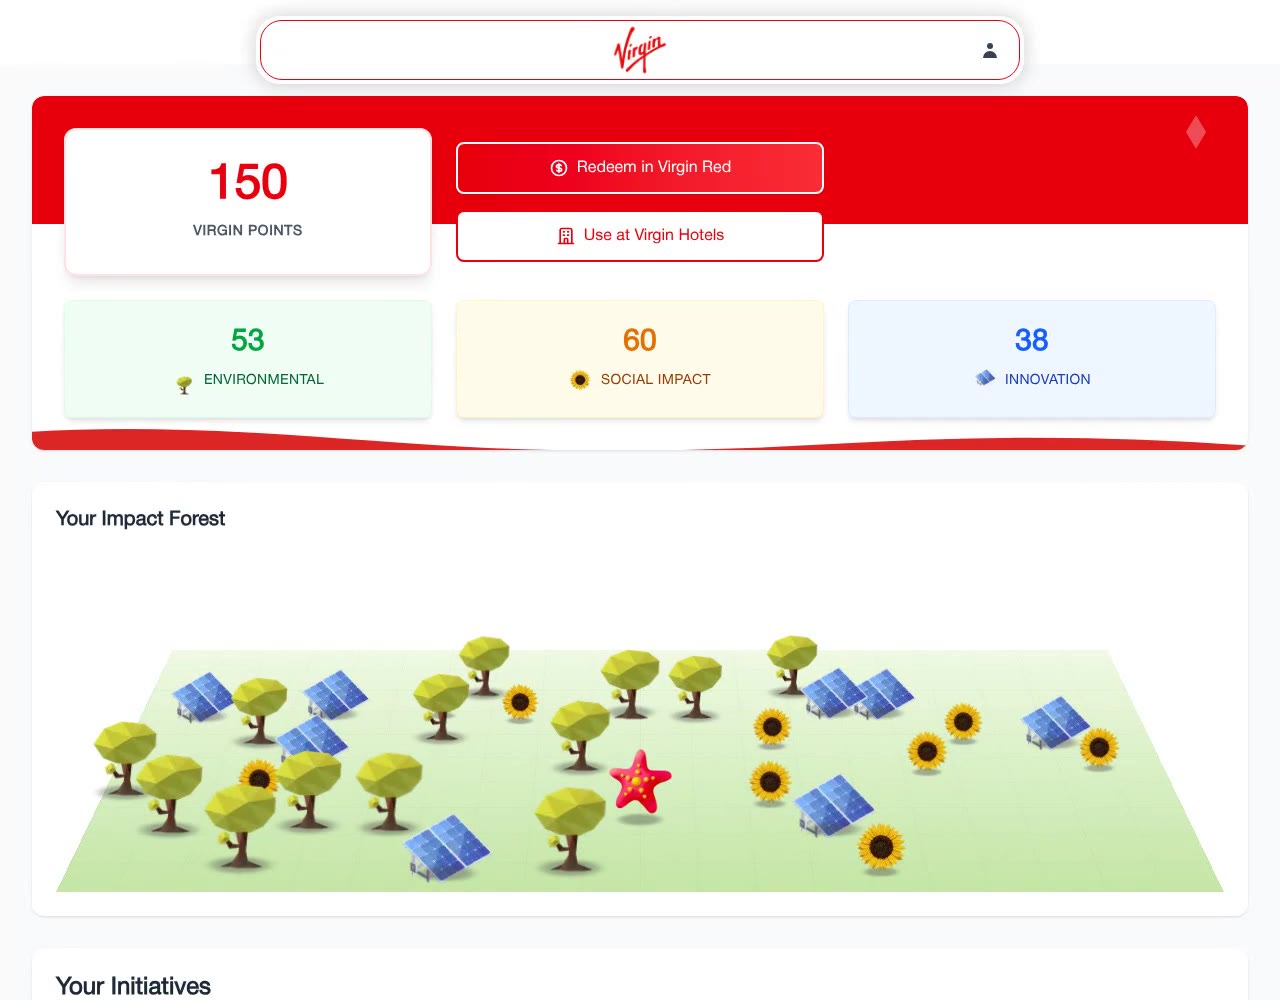 Virgin
150
VIRGIN POINTS
Redeem in Virgin Red
Use at Virgin Hotels
53
ENVIRONMENTAL
60
SOCIAL IMPACT
38
INNOVATION
Your Impact Forest
Your Initiatives